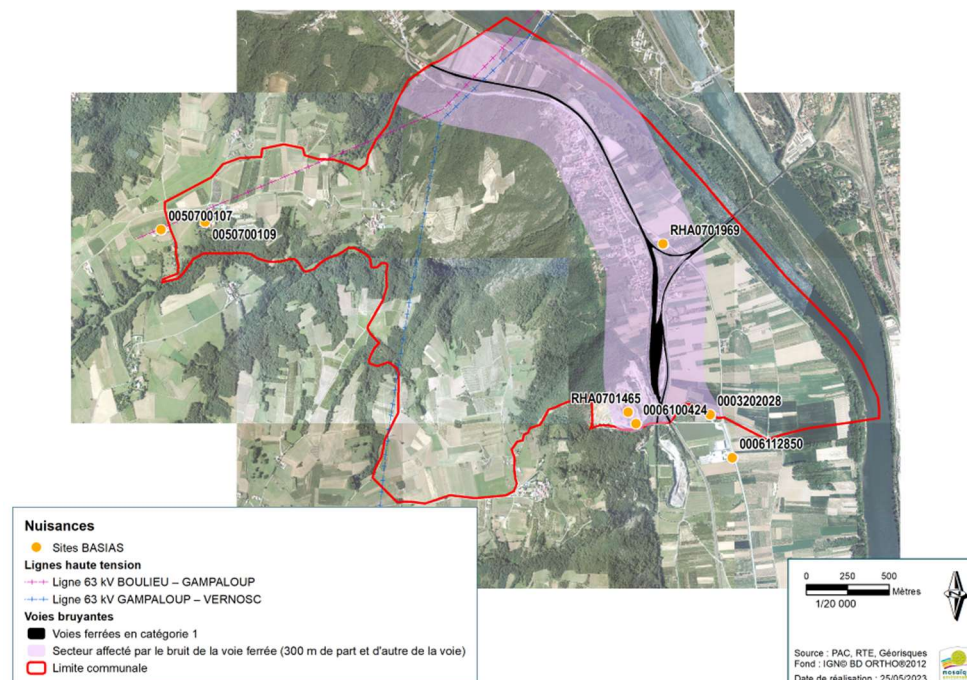 0050700107
0050700109
RHA0701969
RHA0701465
0006100424
0003202028
0006112850
Nuisances
Sites BASIAS
Lignes haute tension
Ligne 63 kV BOULIEU – GAMPALOUP
Ligne 63 kV GAMPALOUP – VERNOSC
Voies bruyantes
Voies ferrées en catégorie 1
Secteur affecté par le bruit de la voie ferrée (300 m de part et d'autre de la voie)
Limite communale
0 250 500
Mètres
1/20 000
Source : PAC, RTE, Géorisques
Fond : IGN© BD ORTHO®2012
Date de réalisation : 25/05/2023